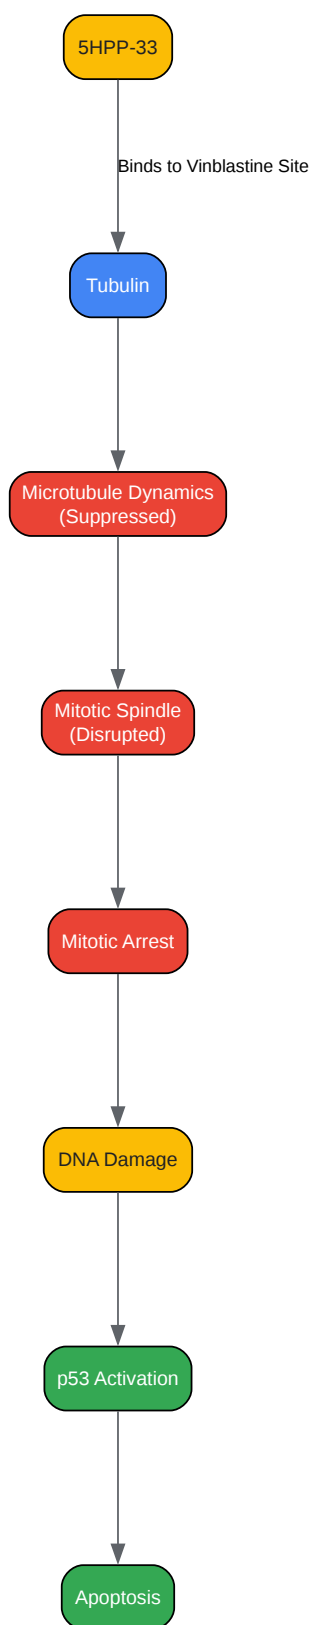 5HPP-33
Binds to Vinblastine Site
Tubulin
Microtubule Dynamics
(Suppressed)
Mitotic Spindle
(Disrupted)
Mitotic Arrest
DNA Damage
p53 Activation
Apoptosis